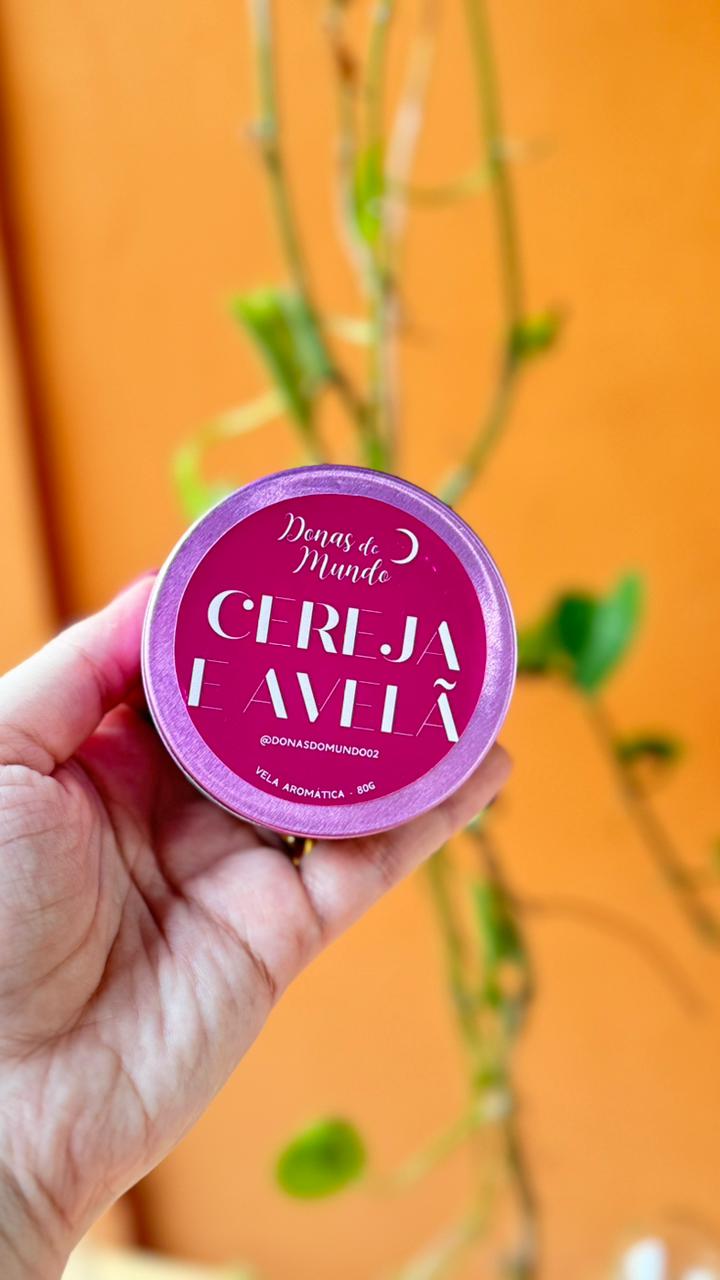 Donas do
Mundo
CEREJA
E AVELÃ
@DONASDOMUNDO02
VELA AROMÁTICA - 80G